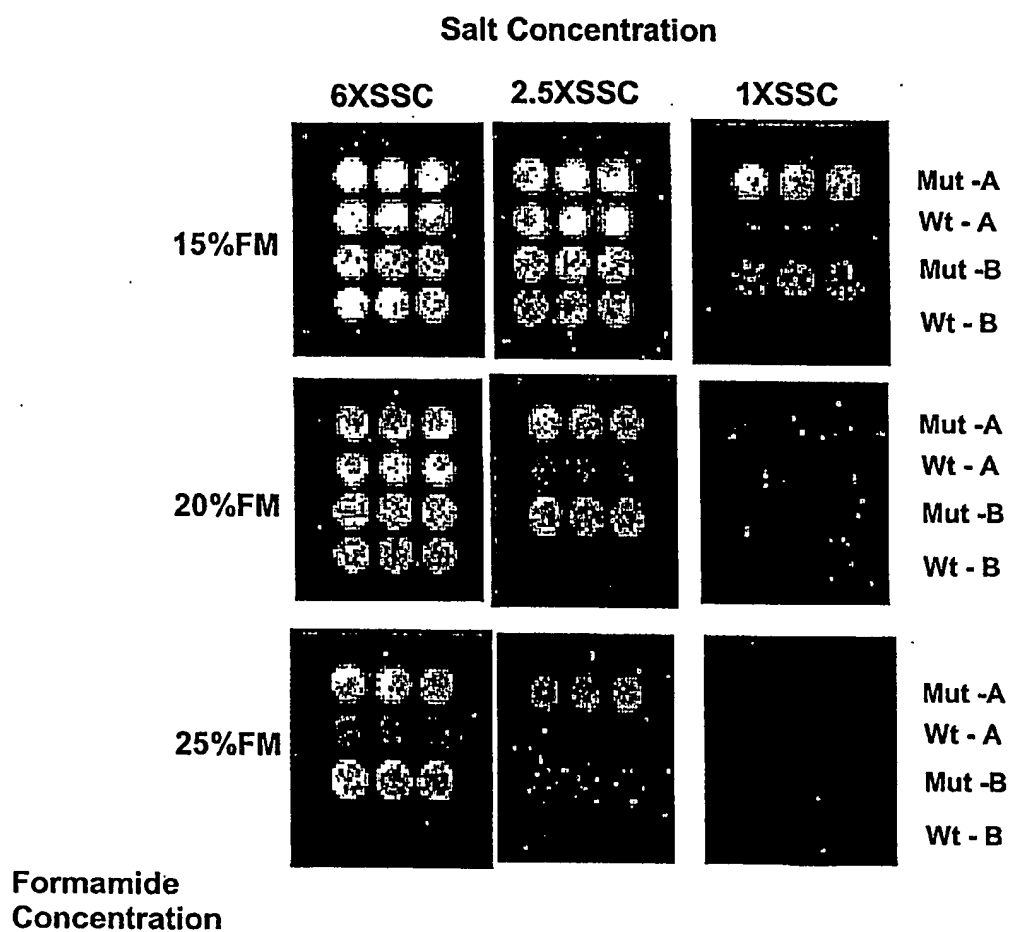 Salt Concentration
6XSSC 2.5XSSC 1XSSC
15%FM
Mut -A
Wt - A
Mut -B
Wt - B
20%FM
Mut -A
Wt - A
Mut -B
Wt - B
25%FM
Mut -A
Wt - A
Mut -B
Wt - B
Formamide
Concentration